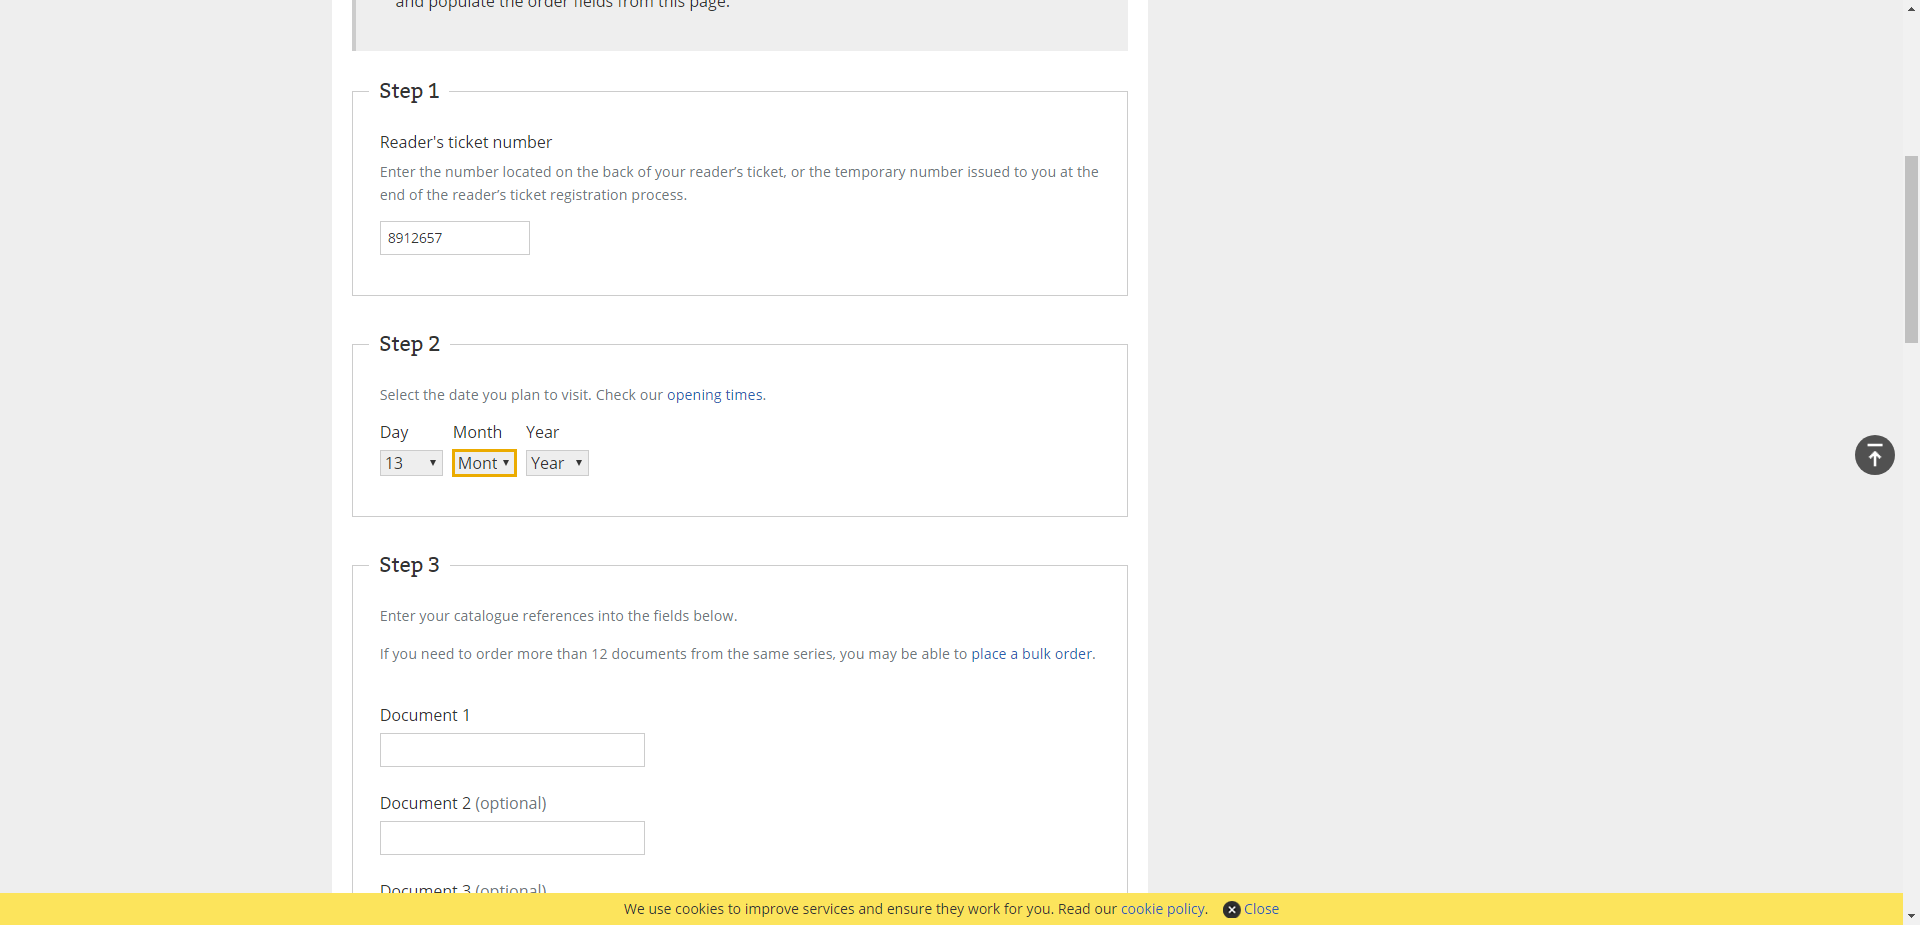 and populate the order fields from this page.
Step 1
Reader's ticket number
Enter the number located on the back of your reader’s ticket, or the temporary number issued to you at the
end of the reader’s ticket registration process.
8912657
Step 2
Select the date you plan to visit. Check our opening times.
Day Month Year
13 Mont Year
Step 3
Enter your catalogue references into the fields below.
If you need to order more than 12 documents from the same series, you may be able to place a bulk order.
Document 1
Document 2 (optional)
Document 3 (optional)
We use cookies to improve services and ensure they work for you. Read our cookie policy. Close